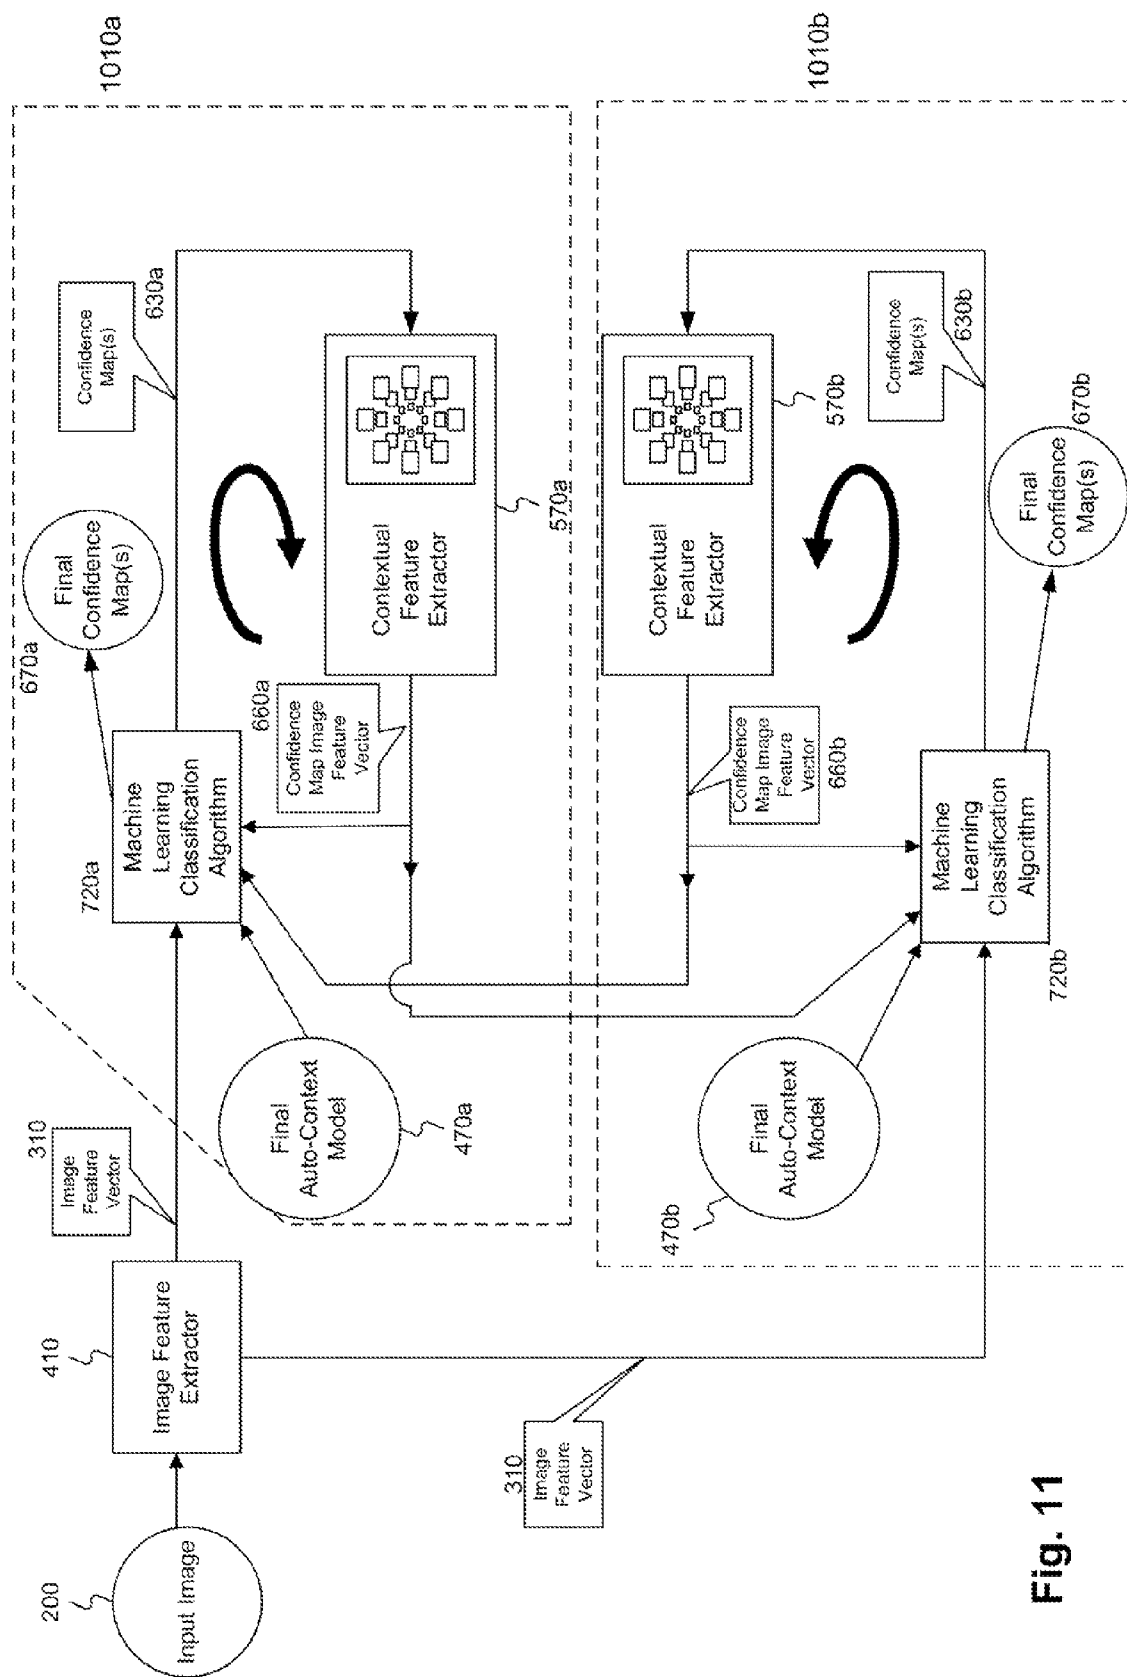 200
Input Image
410
Image Feature
Extractor
310
Image
Feature
Vector
310
Image
Feature
Vector
1010a
470a
Final
Auto-Context
Model
720a
Machine
Learning
Classification
Algorithm
670a
Final
Confidence
Map(s)
660a
Confidence
Map Image
Feature
Vector
630a
Confidence
Map(s)
570a
Contextual
Feature
Extractor
1010b
470b
Final
Auto-Context
Model
720b
Machine
Learning
Classification
Algorithm
660b
Confidence
Map Image
Feature
Vector
570b
Contextual
Feature
Extractor
630b
Confidence
Map(s)
670b
Final
Confidence
Map(s)
Fig. 11